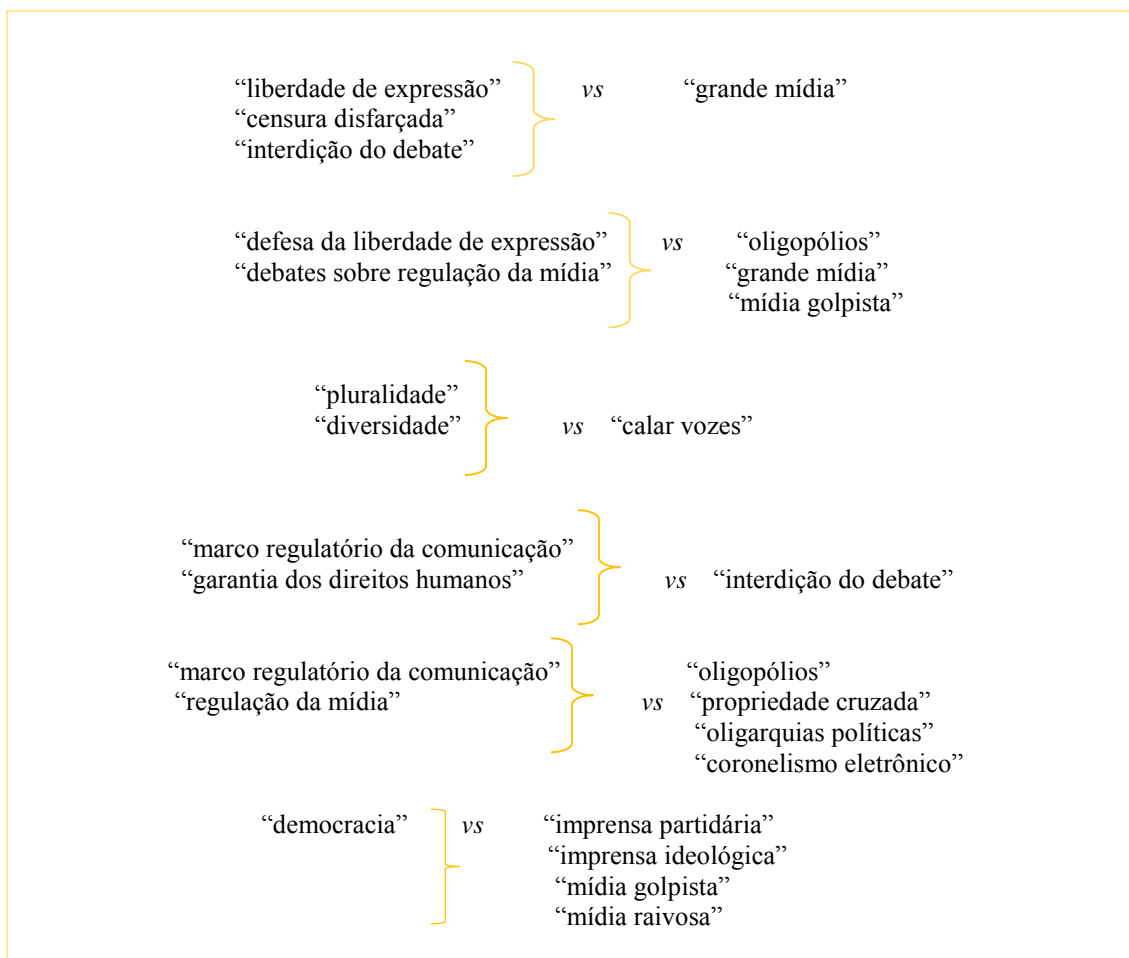 “liberdade de expressão” vs “grande mídia”
“censura disfarçada”
“interdição do debate”
“defesa da liberdade de expressão” vs “oligopólios”
“debates sobre regulação da mídia” “grande mídia”
“mídia golpista”
“pluralidade”
“diversidade” vs “calar vozes”
“marco regulatório da comunicação”
“garantia dos direitos humanos” vs “interdição do debate”
“marco regulatório da comunicação” “oligopólios”
“regulação da mídia” vs “propriedade cruzada”
“oligarquias políticas”
“coronelismo eletrônico”
“democracia” vs “imprensa partidária”
“imprensa ideológica”
“mídia golpista”
“mídia raivosa”